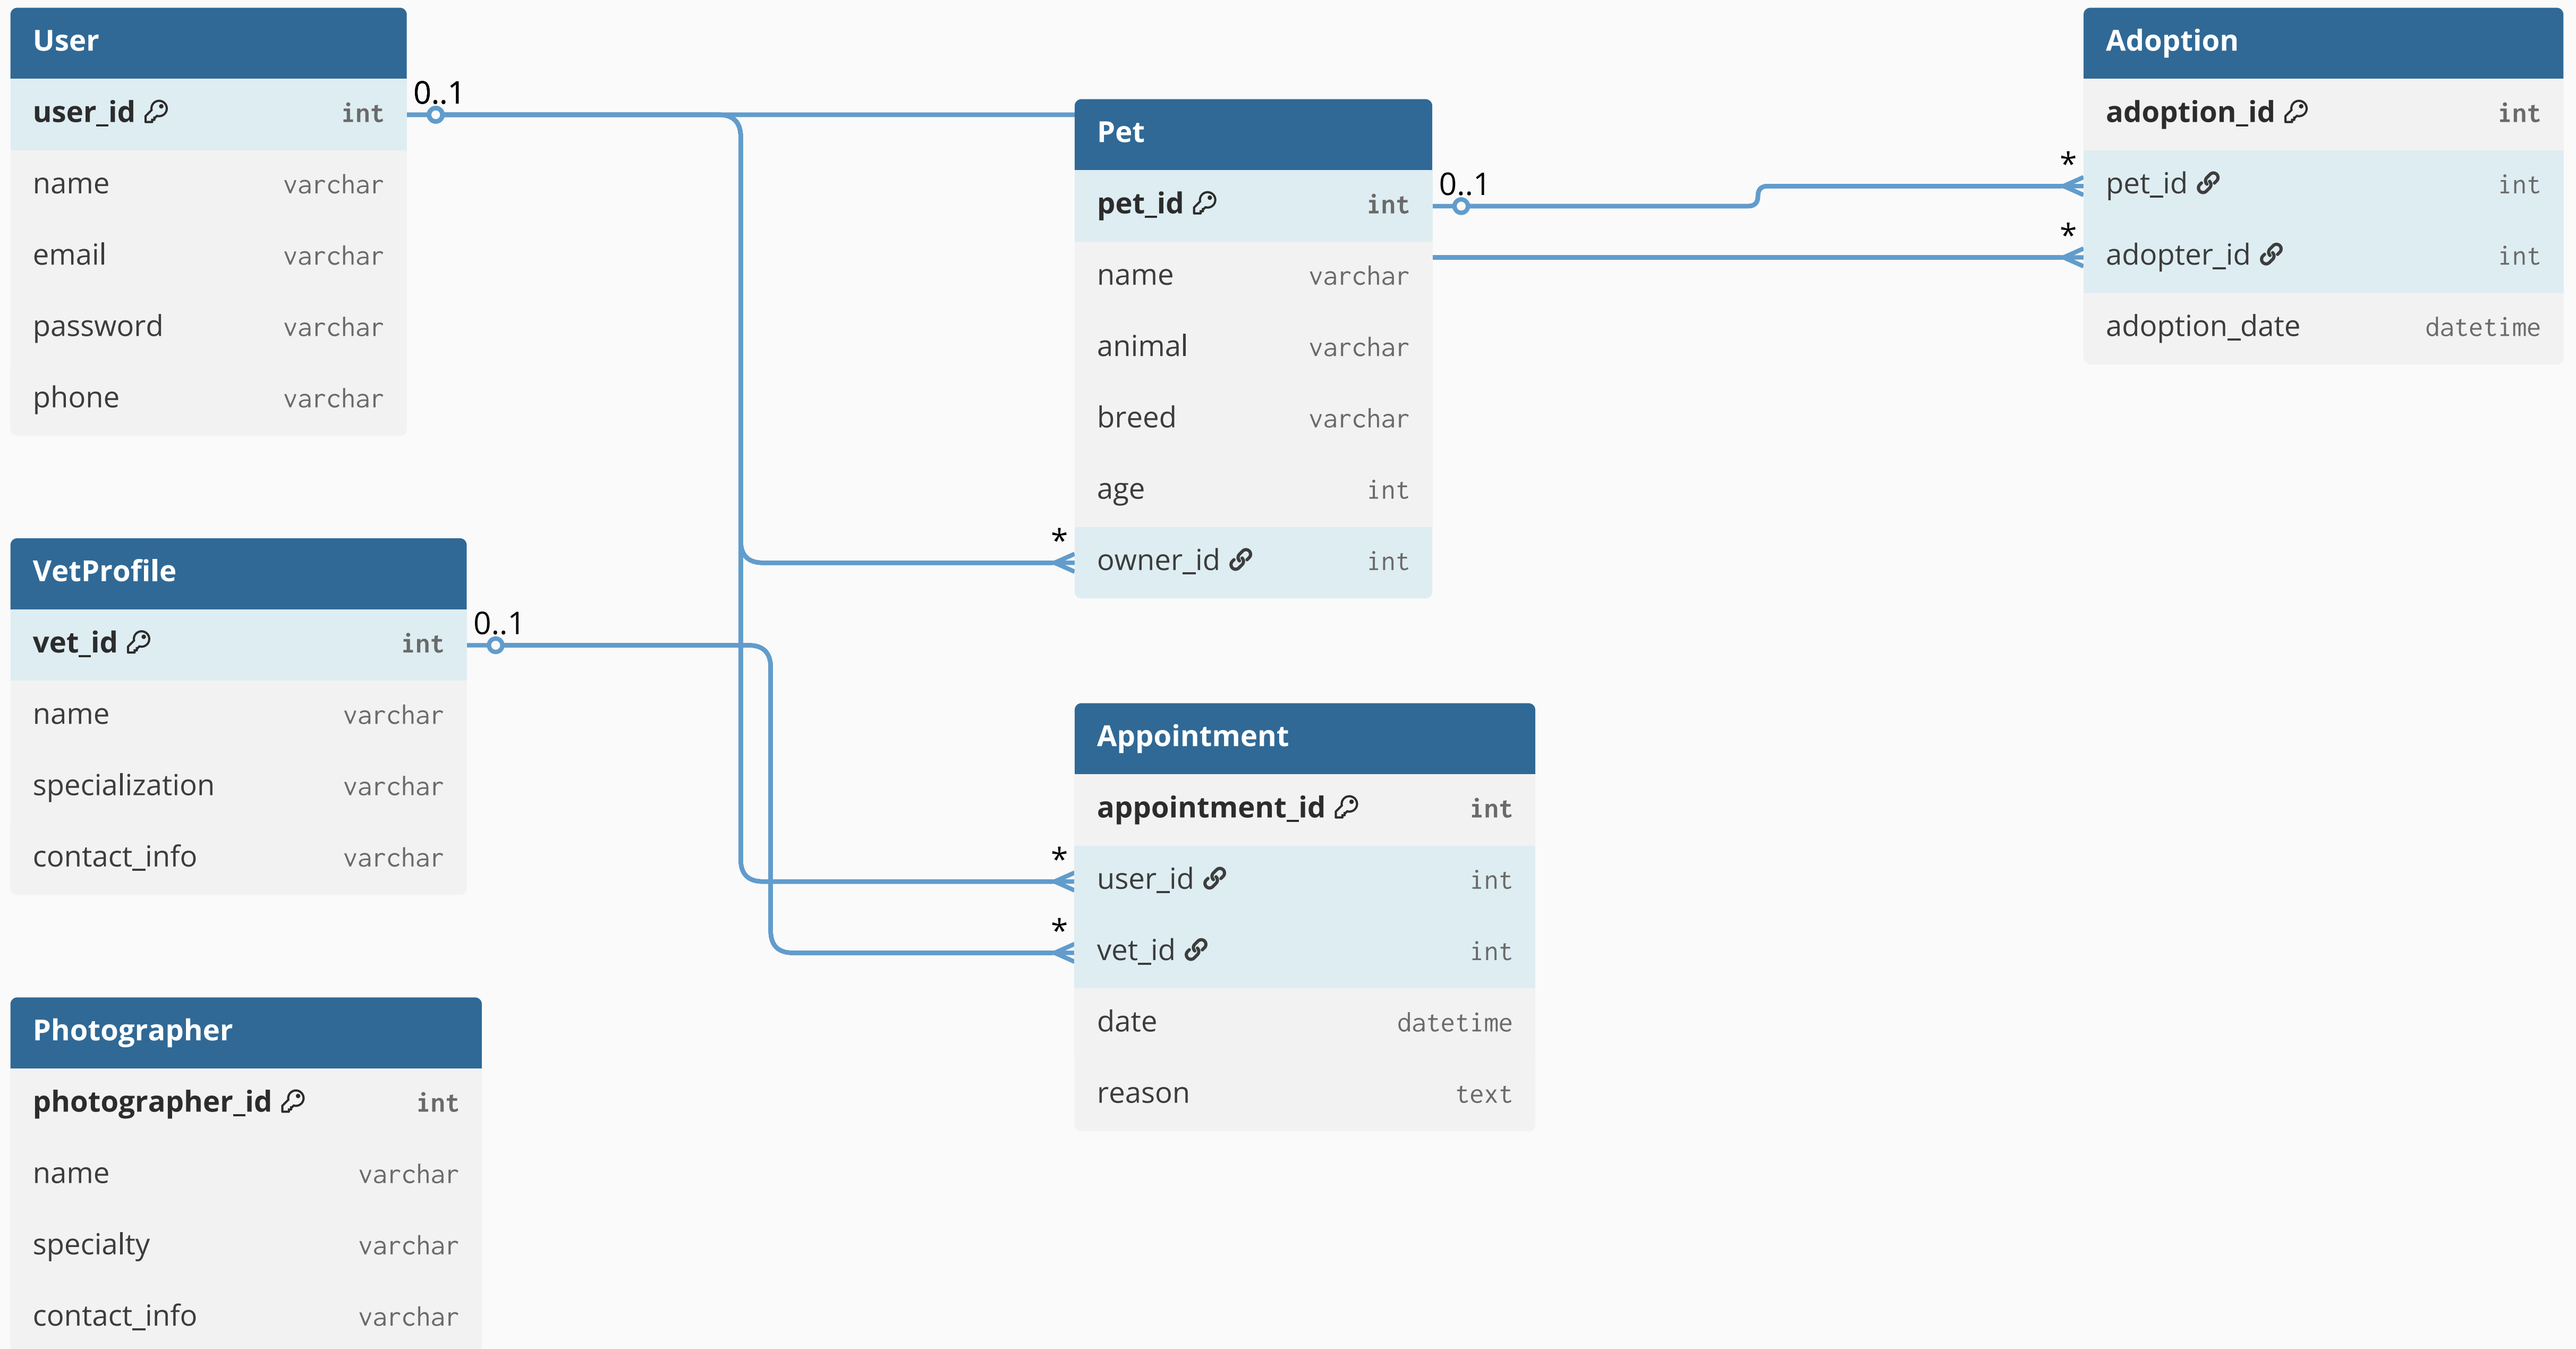 User
user_id int
name varchar
email varchar
password varchar
phone varchar
0..1
VetProfile
vet_id int
name varchar
specialization varchar
contact_info varchar
0..1
Photographer
photographer_id int
name varchar
specialty varchar
contact_info varchar
Pet
pet_id int
name varchar
animal varchar
breed varchar
age int
* owner_id int
0..1
Appointment
appointment_id int
* user_id int
* vet_id int
date datetime
reason text
Adoption
adoption_id int
* pet_id int
* adopter_id int
adoption_date datetime